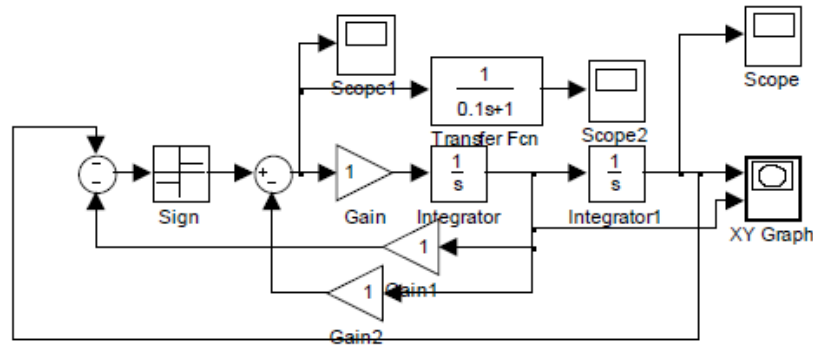 Scope1
Scope
1
0.1s+1
Transfer Fcn
Scope2
Sign
1
Gain
1
s
Integrator
1
s
Integrator1
XY Graph
1
Gain1
1
Gain2